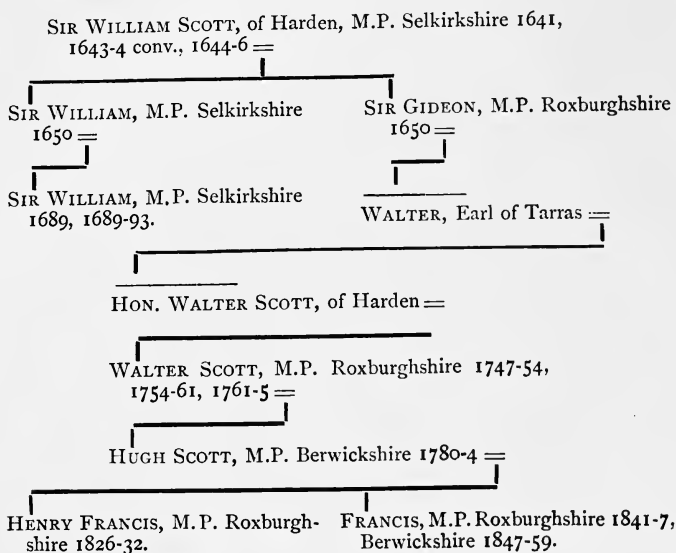 SIR WILLIAM SCOTT, of Harden, M.P. Selkirkshire 1641,
1643-4 conv., 1644-6 =
SIR WILLIAM, M.P. Selkirkshire
1650 =
SIR GIDEON, M.P. Roxburghshire
1650 =
SIR WILLIAM, M.P. Selkirkshire
1689, 1689-93.
WALTER, Earl of Tarras =
HON. WALTER SCOTT, of Harden =
WALTER SCOTT, M.P. Roxburghshire 1747-54,
1754-61, 1761-5 =
HUGH SCOTT, M.P. Berwickshire 1780-4 =
HENRY FRANCIS, M.P. Roxburgh-
shire 1826-32.
FRANCIS, M.P. Roxburghshire 1841-7,
Berwickshire 1847-59.